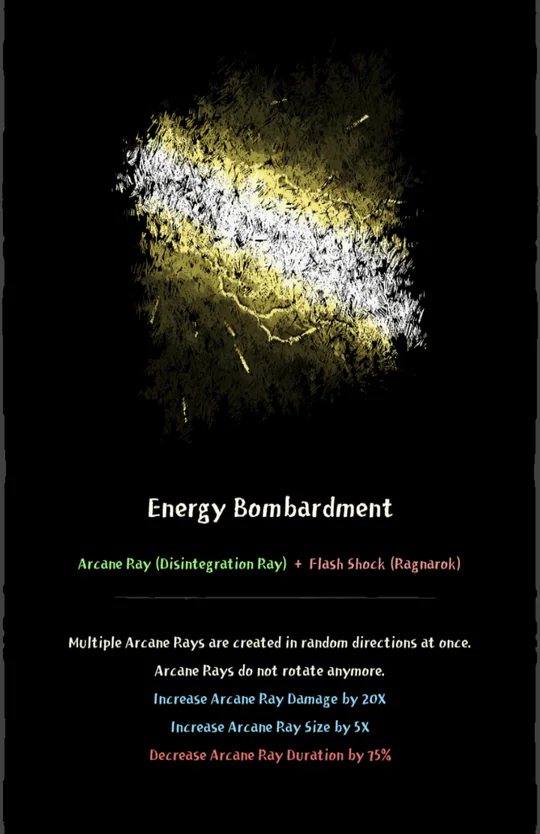 Energy Bombardment
Arcane Ray (Disintegration Ray) + Flash Shock (Ragnarok)
Multiple Arcane Rays are created in random directions at once.
Arcane Rays do not rotate anymore.
Increase Arcane Ray Damage by 20X
Increase Arcane Ray Size by 5X
Decrease Arcane Ray Duration by 75%